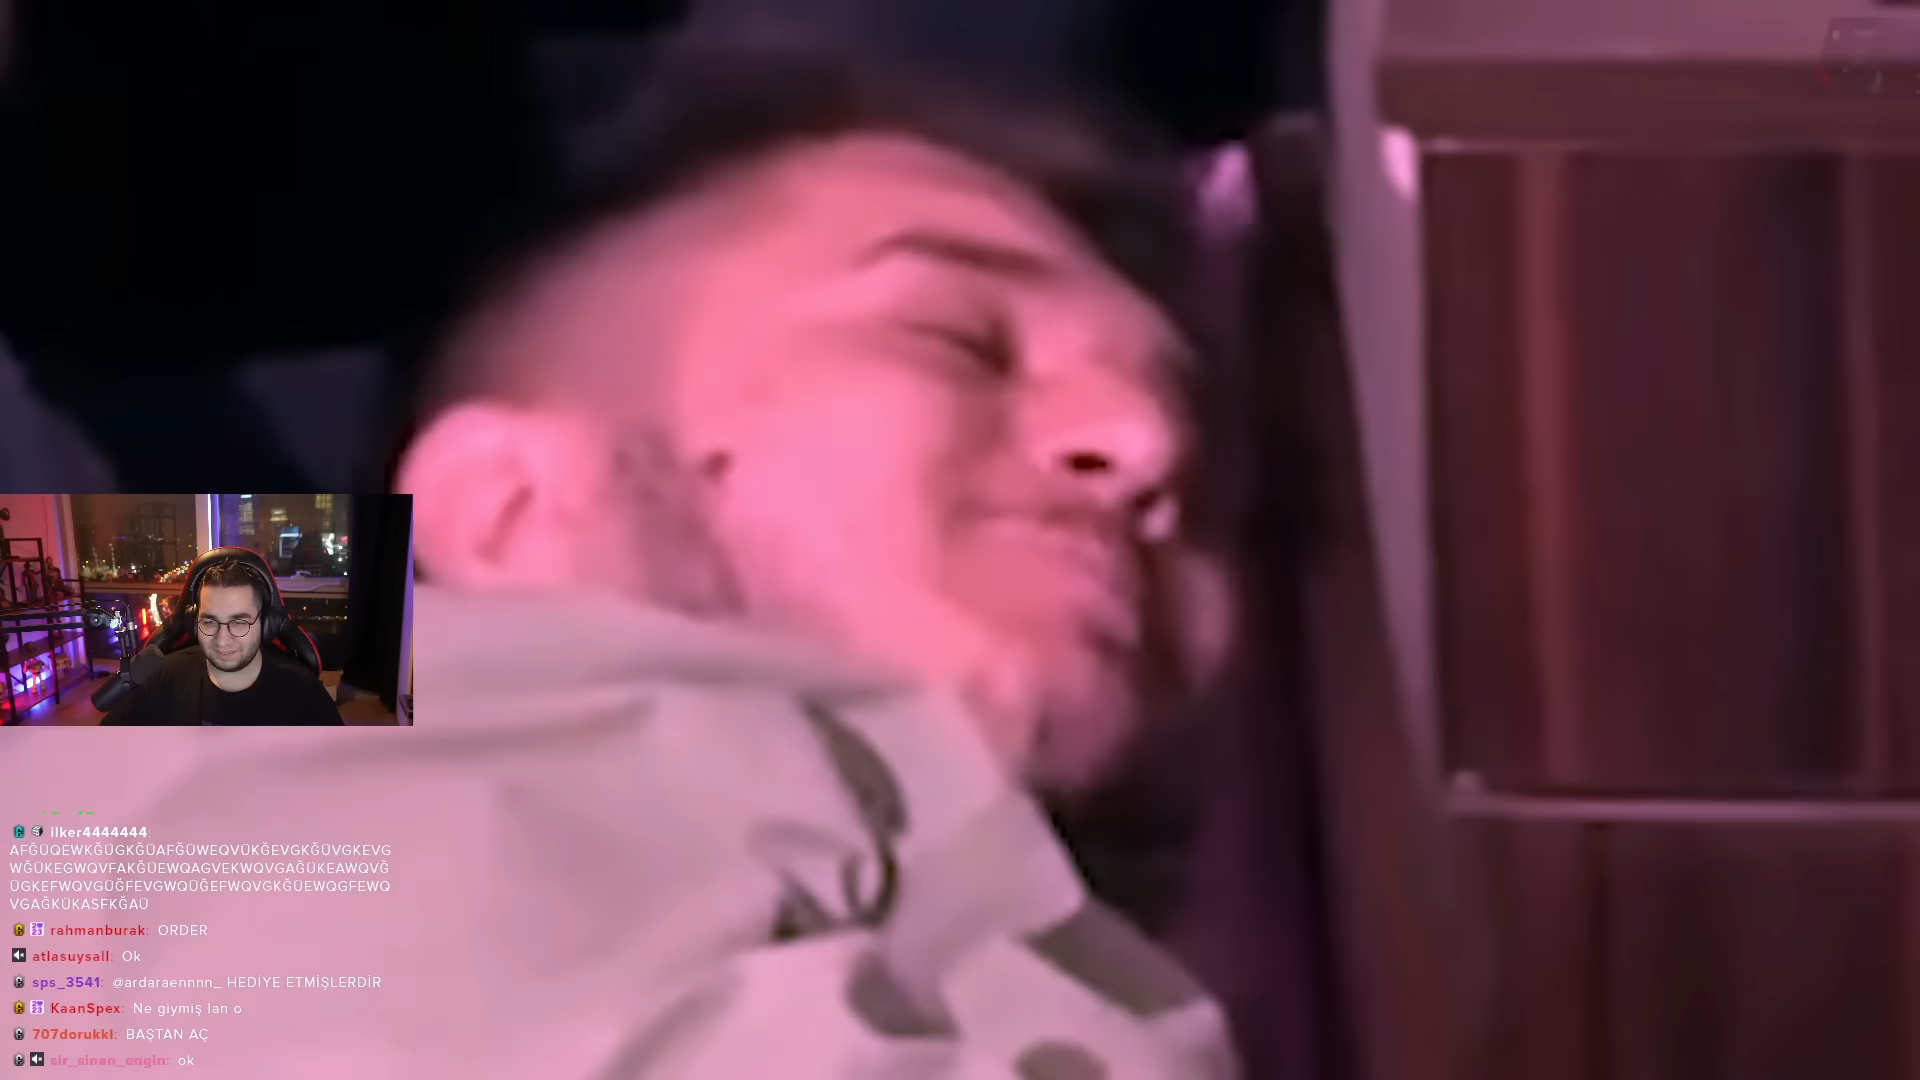 ilker4444444:
AFĞÜQEWKĞÜGKĞÜAFĞÜWEQVÜKĞEVGKĞÜVGKEVG
WĞÜKEGWQVFAKĞÜEWQAGVEKWQVGAĞÜKEAWQVĞ
ÜGKEFWQVGÜĞFEVGWQÜĞEFWQVGKĞÜEWQGFEWQ
VGAĞKÜKASFKĞAÜ
rahmanburak: ORDER
atlasuysall: Ok
sps_3541: @ardaraennnn_ HEDİYE ETMİŞLERDİR
KaanSpex: Ne giymiş lan o
707dorukkl: BAŞTAN AÇ
sir_sinan_engin: ok